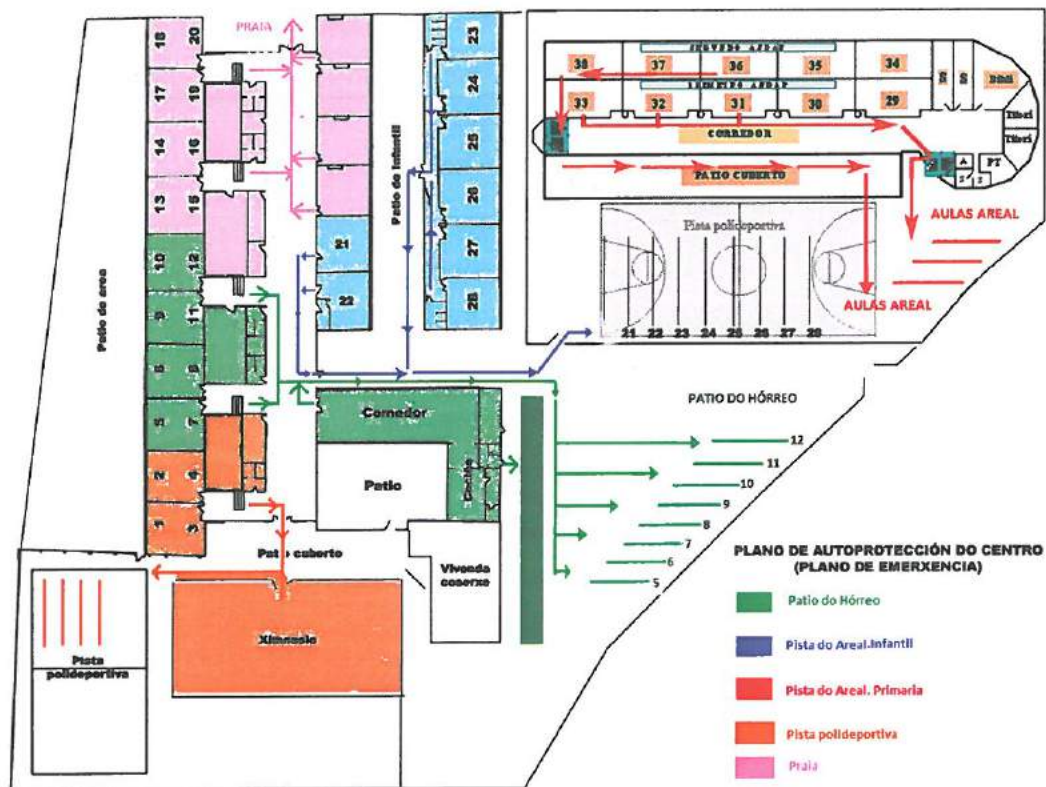 PRAIA
18 20
17 19
14 16
13 15
10 12
9 11
6 8
5 7
2 4
1 3
Patio de area
21
22
Patio de Infantil
23
24
25
26
27
28
SEGUNDO ANDAR
38 37 36 35 34
PRIMEIRO ANDAR
33 32 31 30 29
CORREDOR
PATIO CUBERTO
Bibli
Titori
Titori
A
PT
S S
AULAS AREAL
Pista polideportiva
AULAS AREAL
21 22 23 24 25 26 27 28
PATIO DO HÓRREO
12
11
10
9
8
7
6
5
Comedor
Cociña
Patio
Patio cuberto
Vivenda
conserxe
Ximnasio
Pista
polideportiva
PLANO DE AUTOPROTECCIÓN DO CENTRO
(PLANO DE EMERXENCIA)
Patio do Hórreo
Pista do Areal.Infantil
Pista do Areal. Primaria
Pista polideportiva
Praia